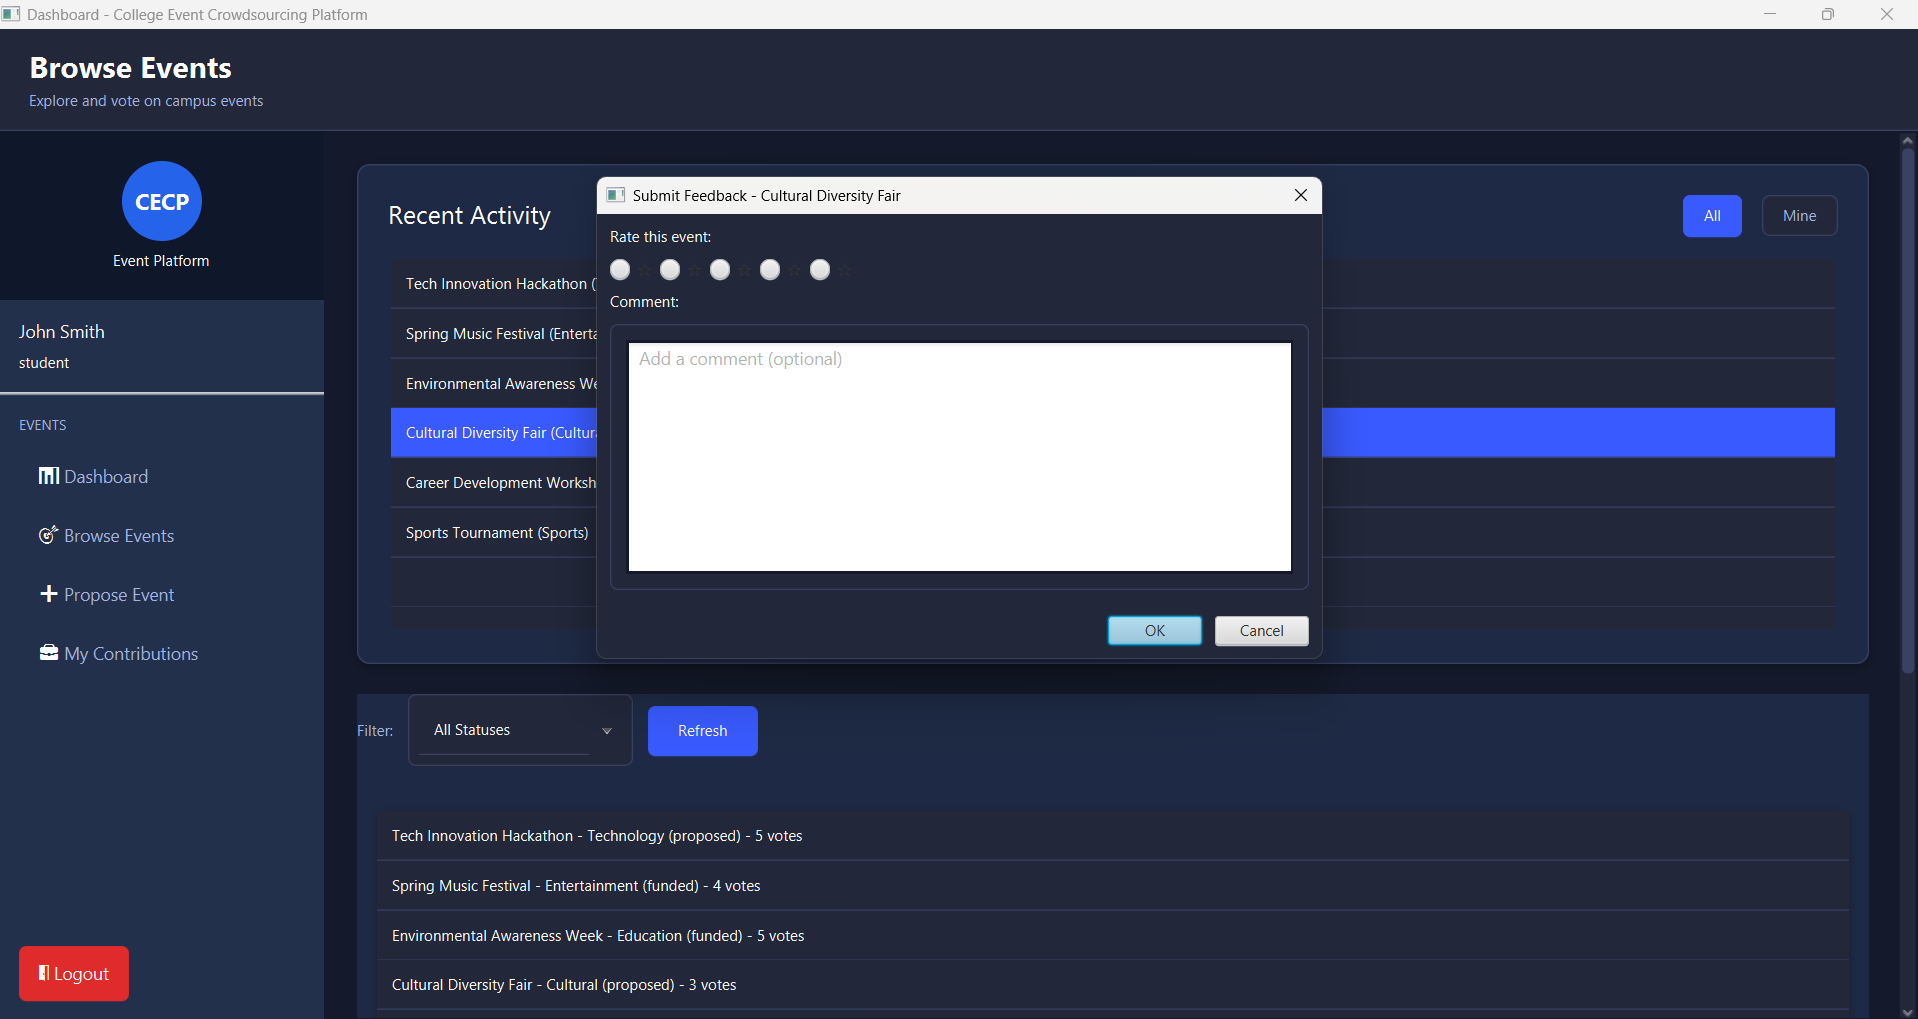 Dashboard - College Event Crowdsourcing Platform
Browse Events
Explore and vote on campus events
CECP
Event Platform
John Smith
student
EVENTS
Dashboard
Browse Events
Propose Event
My Contributions
Logout
Recent Activity
All
Mine
Tech Innovation Hackathon (
Spring Music Festival (Enterta
Environmental Awareness We
Cultural Diversity Fair (Cultur
Career Development Worksh
Sports Tournament (Sports)
Submit Feedback - Cultural Diversity Fair
Rate this event:
Comment:
Add a comment (optional)
OK
Cancel
Filter:
All Statuses
Refresh
Tech Innovation Hackathon - Technology (proposed) - 5 votes
Spring Music Festival - Entertainment (funded) - 4 votes
Environmental Awareness Week - Education (funded) - 5 votes
Cultural Diversity Fair - Cultural (proposed) - 3 votes